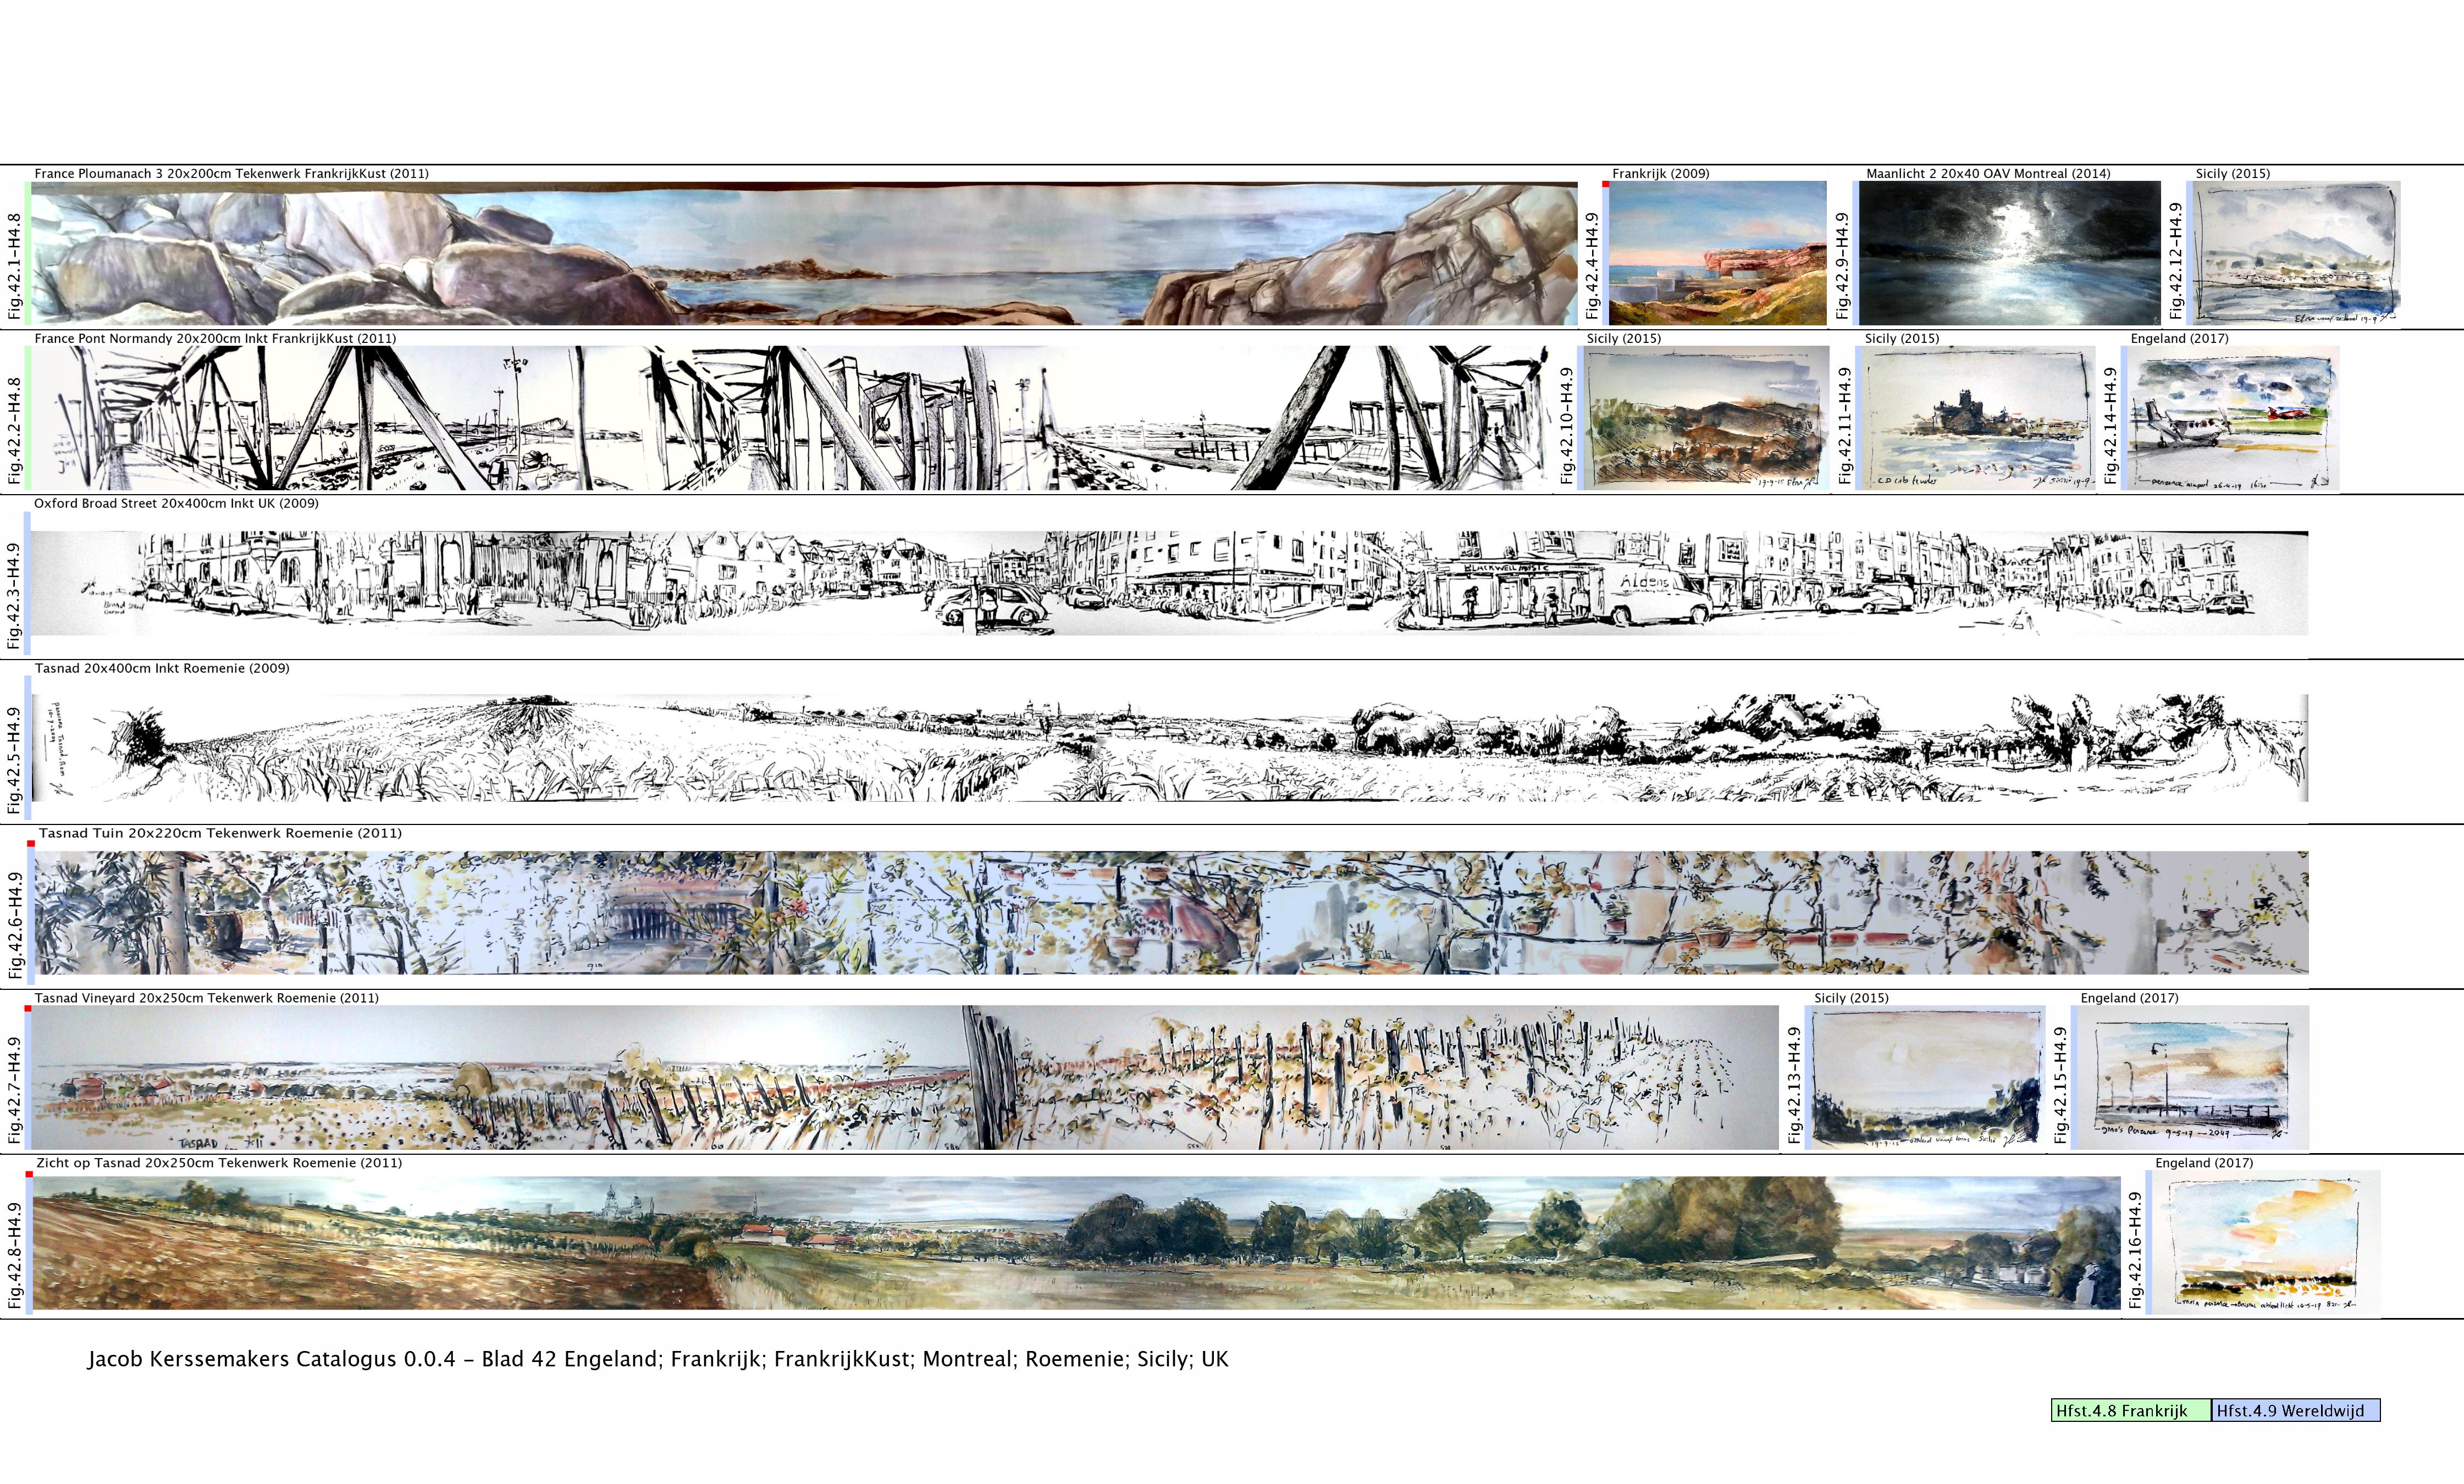 France Ploumanach 3 20x200cm Tekenwerk FrankrijkKust (2011)
Fig.42.1-H4.8
Frankrijk (2009)
Fig.42.4-H4.9
Maanlicht 2 20x40 OAV Montreal (2014)
Fig.42.9-H4.9
Sicily (2015)
Fig.42.12-H4.9
France Pont Normandy 20x200cm Inkt FrankrijkKust (2011)
Fig.42.2-H4.8
Sicily (2015)
Fig.42.10-H4.9
Sicily (2015)
Fig.42.11-H4.9
Engeland (2017)
Fig.42.14-H4.9
Oxford Broad Street 20x400cm Inkt UK (2009)
Fig.42.3-H4.9
Broad Street
BLACKWELL MUSIC
Aldens
Tasnad 20x400cm Inkt Roemenie (2009)
Fig.42.5-H4.9
Tasnad Tuin 20x220cm Tekenwerk Roemenie (2011)
Fig.42.6-H4.9
Tasnad Vineyard 20x250cm Tekenwerk Roemenie (2011)
Fig.42.7-H4.9
TASNAD
Sicily (2015)
Fig.42.13-H4.9
Engeland (2017)
Fig.42.15-H4.9
Zicht op Tasnad 20x250cm Tekenwerk Roemenie (2011)
Fig.42.8-H4.9
Engeland (2017)
Fig.42.16-H4.9
Jacob Kerssemakers Catalogus 0.0.4 - Blad 42 Engeland; Frankrijk; FrankrijkKust; Montreal; Roemenie; Sicily; UK
Hfst.4.8 Frankrijk
Hfst.4.9 Wereldwijd